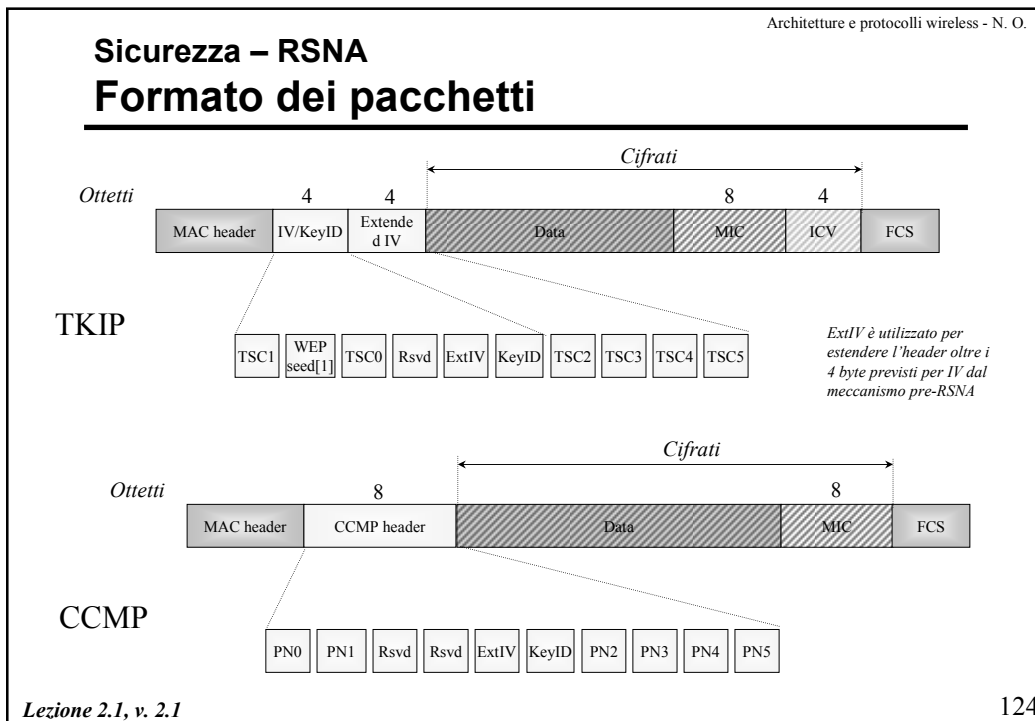 Architetture e protocolli wireless - N. O.
Sicurezza – RSNA
Formato dei pacchetti
Cifrati
Ottetti 4 4 8 4
MAC header IV/KeyID Extende d IV Data MIC ICV FCS
TKIP
TSC1 WEP seed[1] TSC0 Rsvd ExtIV KeyID TSC2 TSC3 TSC4 TSC5
ExtIV è utilizzato per
estendere l'header oltre i
4 byte previsti per IV dal
meccanismo pre-RSNA
Cifrati
Ottetti 8 8
MAC header CCMP header Data MIC FCS
CCMP
PN0 PN1 Rsvd Rsvd ExtIV KeyID PN2 PN3 PN4 PN5
Lezione 2.1, v. 2.1 124